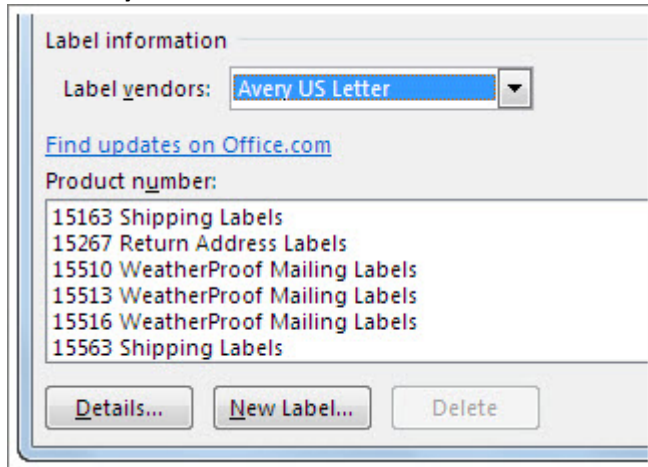 Label information
Label vendors: Avery US Letter
Find updates on Office.com
Product number:
15163 Shipping Labels
15267 Return Address Labels
15510 WeatherProof Mailing Labels
15513 WeatherProof Mailing Labels
15516 WeatherProof Mailing Labels
15563 Shipping Labels
Details... New Label... Delete